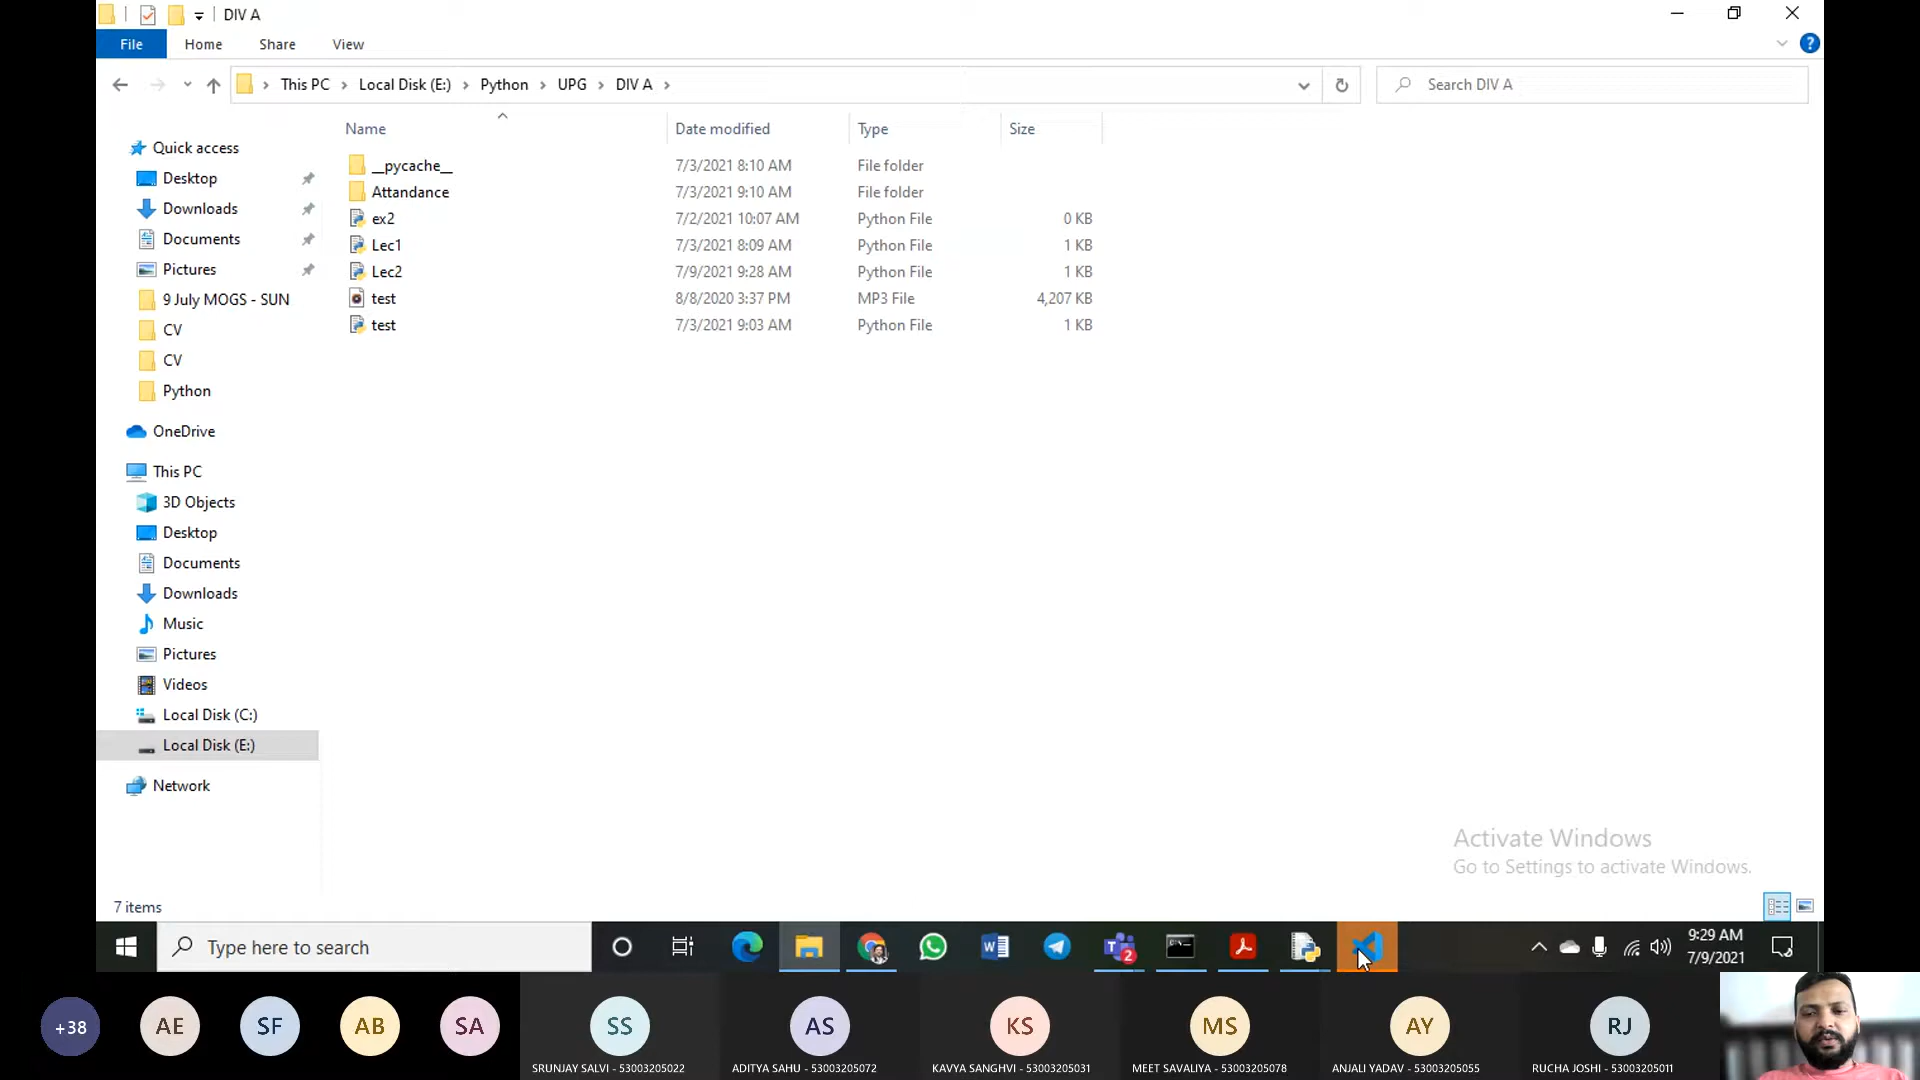 DIV A
File Home Share View
This PC Local Disk (E:) Python UPG DIV A Search DIV A
Name Date modified Type Size
Quick access
Desktop
Downloads
Documents
Pictures
9 July MOGS - SUN
CV
CV
Python
OneDrive
This PC
3D Objects
Desktop
Documents
Downloads
Music
Pictures
Videos
Local Disk (C:)
Local Disk (E:)
Network
__pycache__ 7/3/2021 8:10 AM File folder
Attandance 7/3/2021 9:10 AM File folder
ex2 7/2/2021 10:07 AM Python File 0 KB
Lec1 7/3/2021 8:09 AM Python File 1 KB
Lec2 7/9/2021 9:28 AM Python File 1 KB
test 8/8/2020 3:37 PM MP3 File 4,207 KB
test 7/3/2021 9:03 AM Python File 1 KB
Activate Windows
Go to Settings to activate Windows.
7 items
Type here to search
2
9:29 AM
7/9/2021
+38 AE SF AB SA SS AS KS MS AY RJ
SRUNJAY SALVI - 53003205022 ADITYA SAHU - 53003205072 KAVYA SANGHVI - 53003205031 MEET SAVALIYA - 53003205078 ANJALI YADAV - 53003205055 RUCHA JOSHI - 53003205011